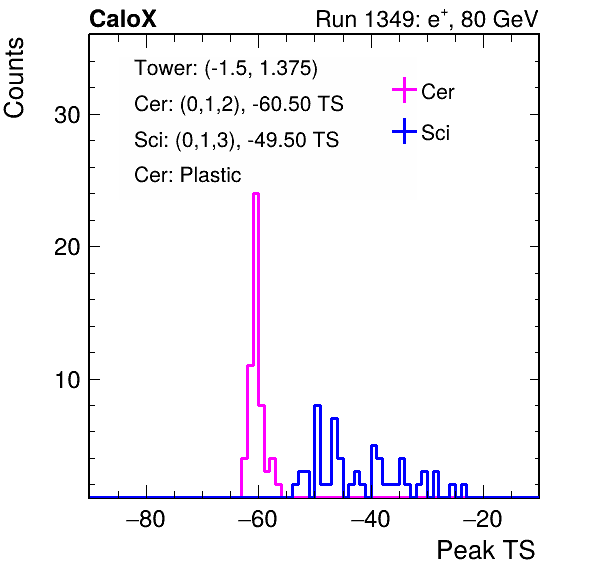 CaloX Run 1349: e⁺, 80 GeV
Counts
Tower: (-1.5, 1.375)
Cer: (0,1,2), -60.50 TS
Sci: (0,1,3), -49.50 TS
Cer: Plastic
Cer
Sci
30
20
10
−80 −60 −40 −20
Peak TS